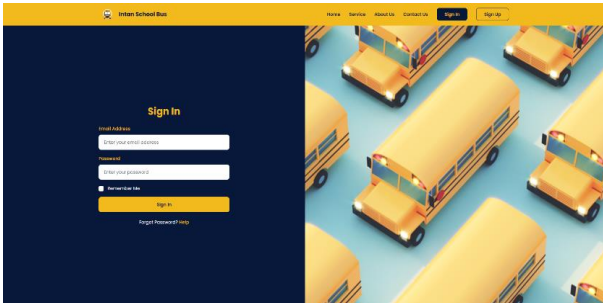 Intan School Bus
Home Service About Us Contact Us Sign In Sign Up
Sign In
Email Address
Enter your email address
Password
Enter your password
Remember Me
Sign In
Forgot Password? Help